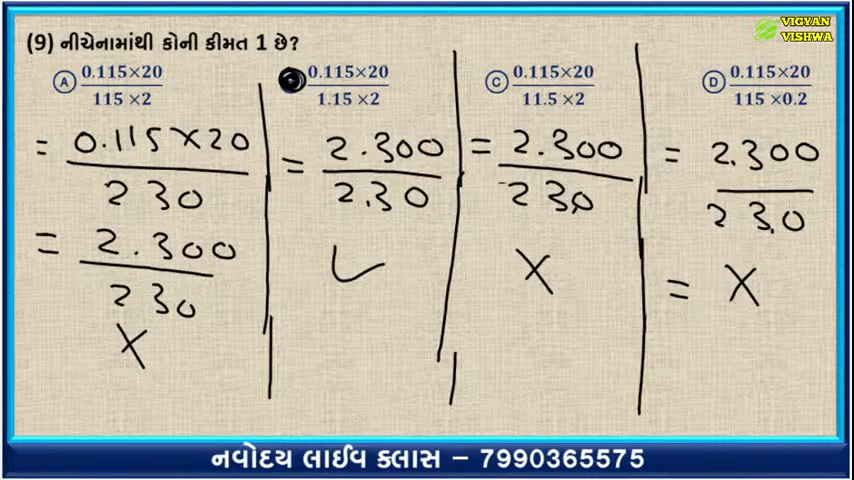 VIGYAN
VISHWA
(9) નીચેનામાંથી કોની કીમત 1 છે?
A 0.115×20 / 115 ×2
0.115×20 / 1.15 ×2
C 0.115×20 / 11.5 ×2
D 0.115×20 / 115 ×0.2
= 0.115×20 / 230
= 2.300 / 2.30
= 2.300 / 23.0
= 2.300 / 23.0
= 2.300 / 230
✓
X
= X
X
નવોદય લાઈવ ક્લાસ – 7990365575